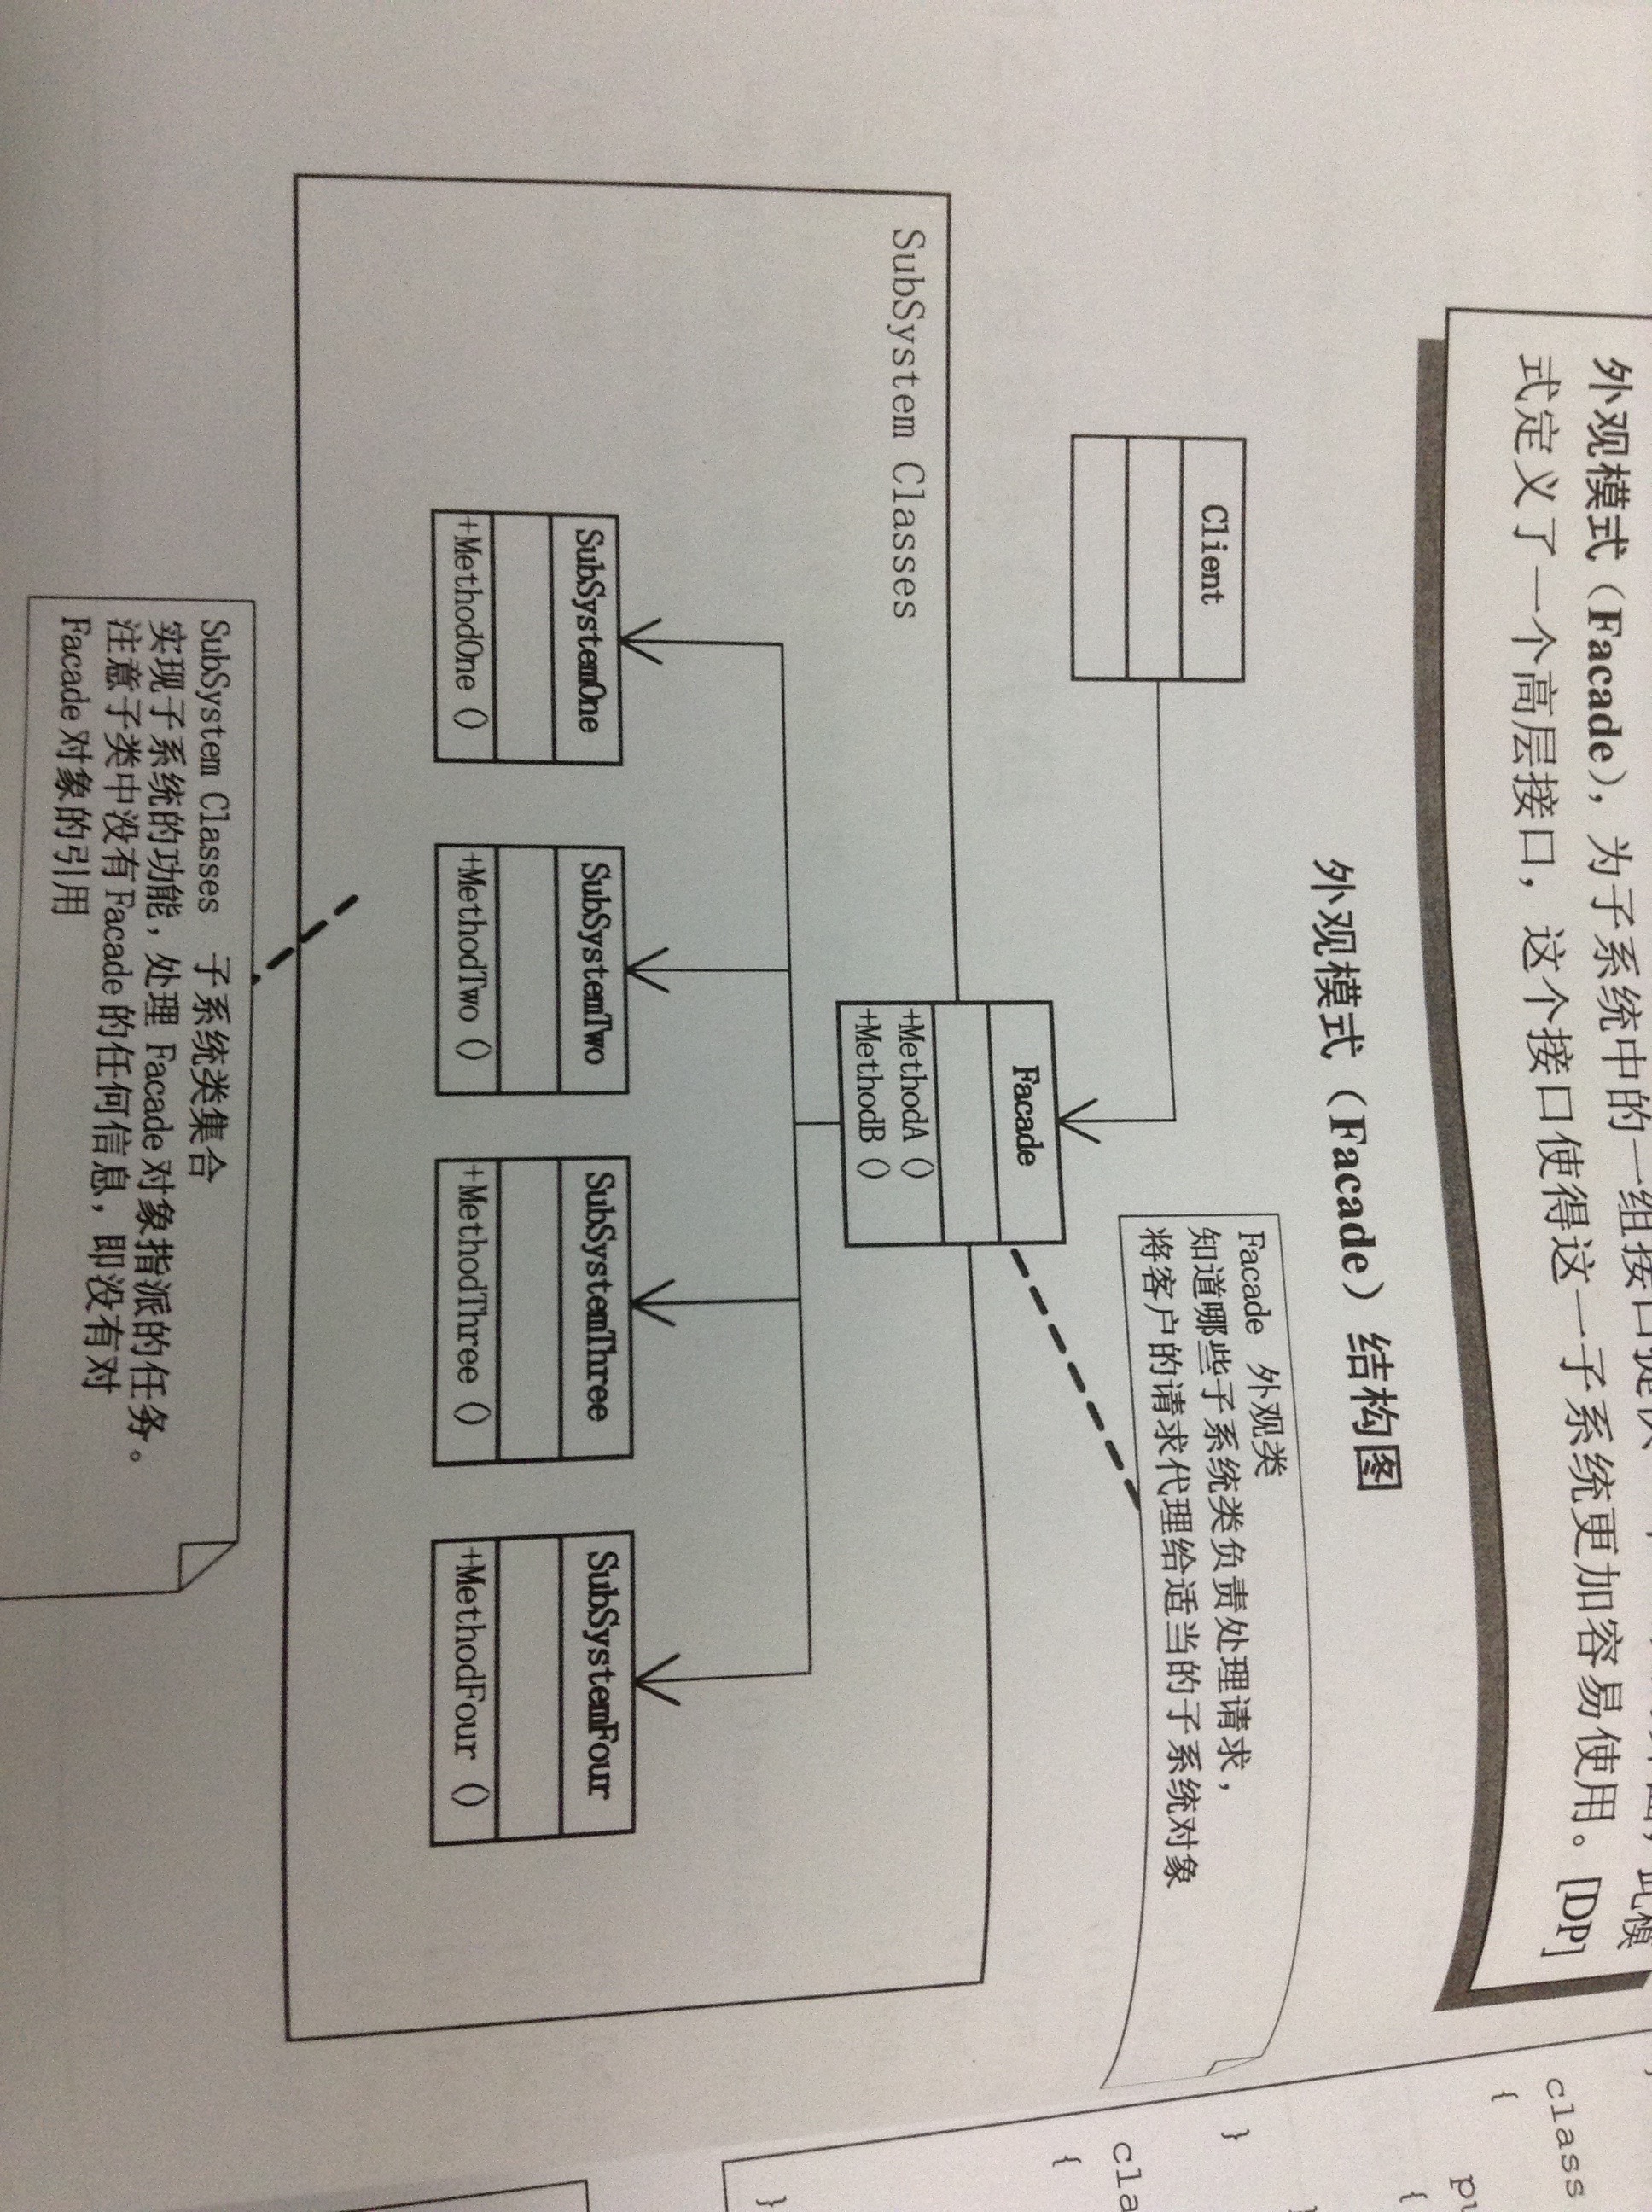 外观模式（Facade），为子系统中的一组接口提供
此模
式定义了一个高层接口，这个接口使得这一子系统更加容易使用。[DP]
外观模式（Facade）结构图
Client
Facade 外观类
知道哪些子系统类负责处理请求，
将客户的请求代理给适当的子系统对象
Facade
+MethodA ()
+MethodB ()
SubSystem Classes
SubSystemOne
+MethodOne ()
SubSystemTwo
+MethodTwo ()
SubSystemThree
+MethodThree ()
SubSystemFour
+MethodFour ()
SubSystem Classes 子系统类集合
实现子系统的功能，处理 Facade 对象指派的任务。
注意子类中没有 Facade 的任何信息，即没有对
Facade 对象的引用
class
{
pu
{
}
cla
{
}